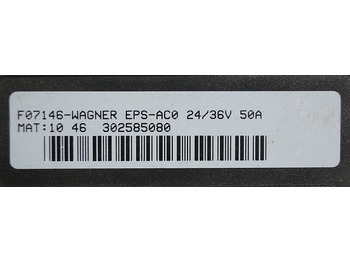 F07146-WAGNER EPS-AC0 24/36V 50A
MAT:10 46 302585080